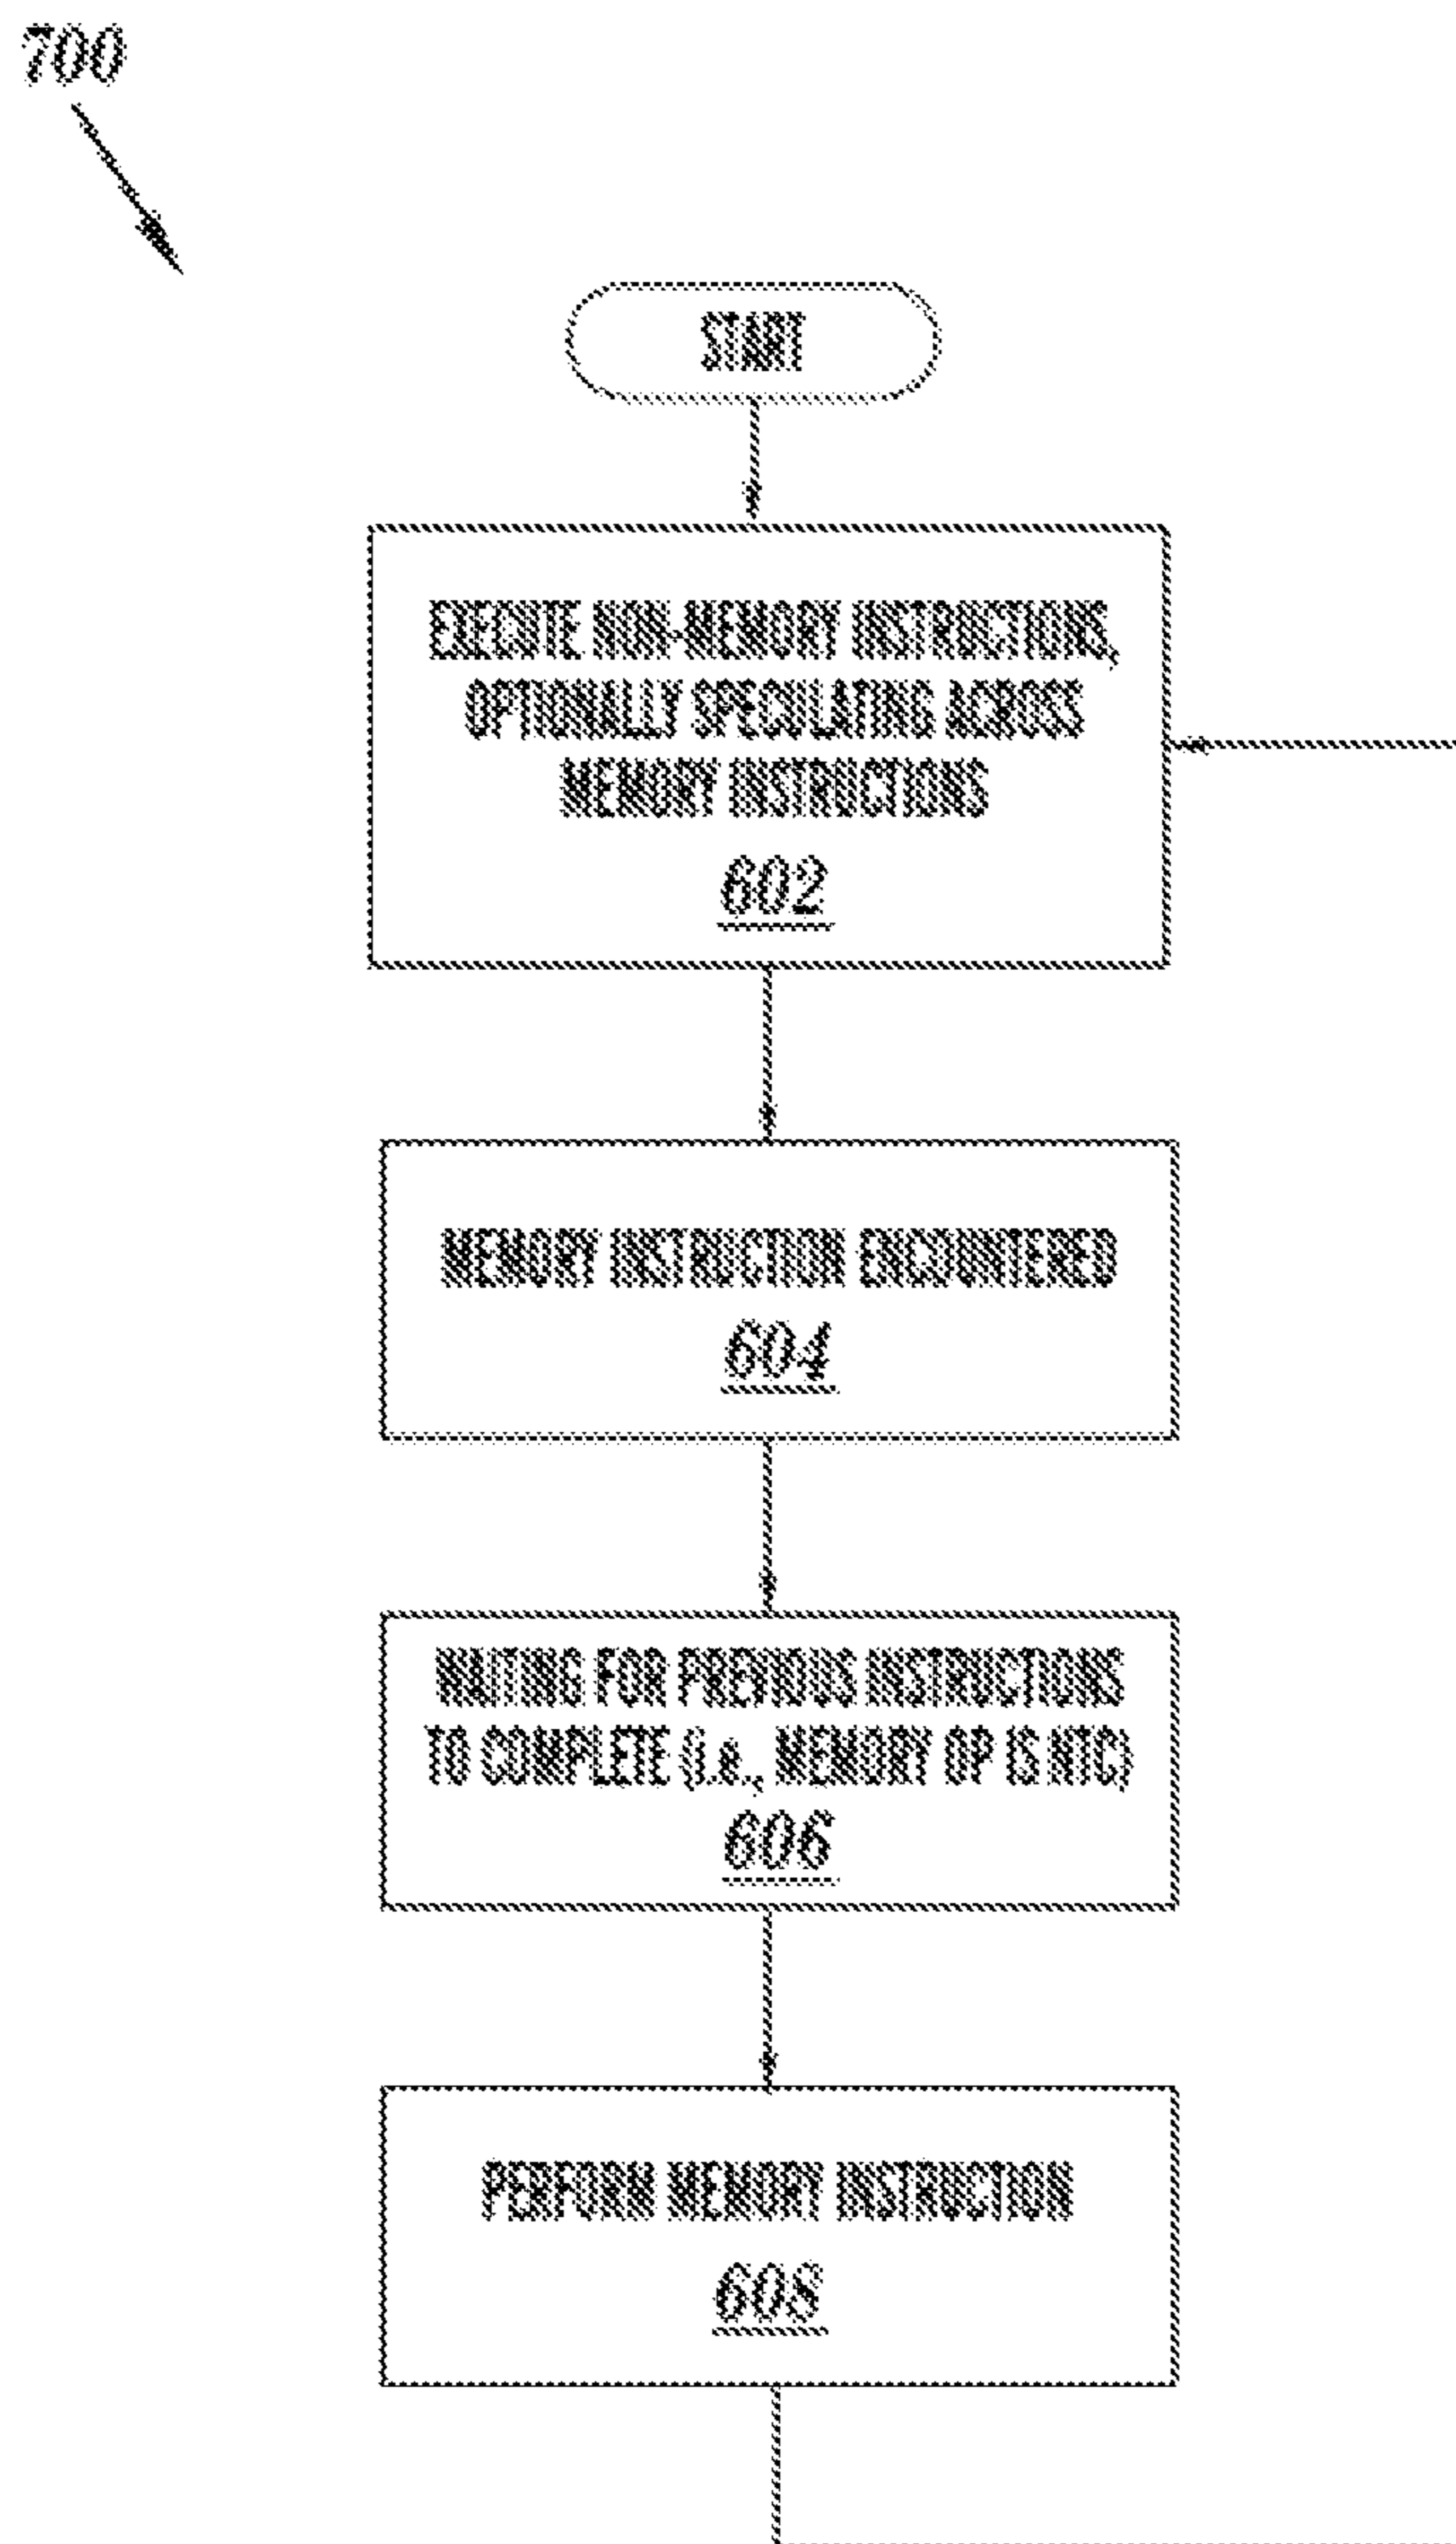 700
START
EXECUTE NON-MEMORY INSTRUCTIONS,
OPTIONALLY SPECULATING ACROSS
MEMORY INSTRUCTIONS
602
MEMORY INSTRUCTION ENCOUNTERED
604
WAITING FOR PREVIOUS INSTRUCTIONS
TO COMPLETE (i.e., MEMORY OP IS NTC)
606
PERFORM MEMORY INSTRUCTION
608